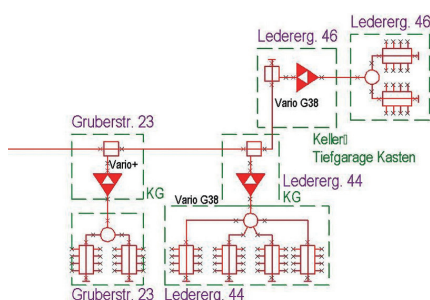 Ledererg. 46
Ledererg. 46
Vario G38
Gruberstr. 23
Keller▯
Tiefgarage Kasten
Vario+
KG
Ledererg. 44
Vario G38
KG
Gruberstr. 23
Ledererg. 44